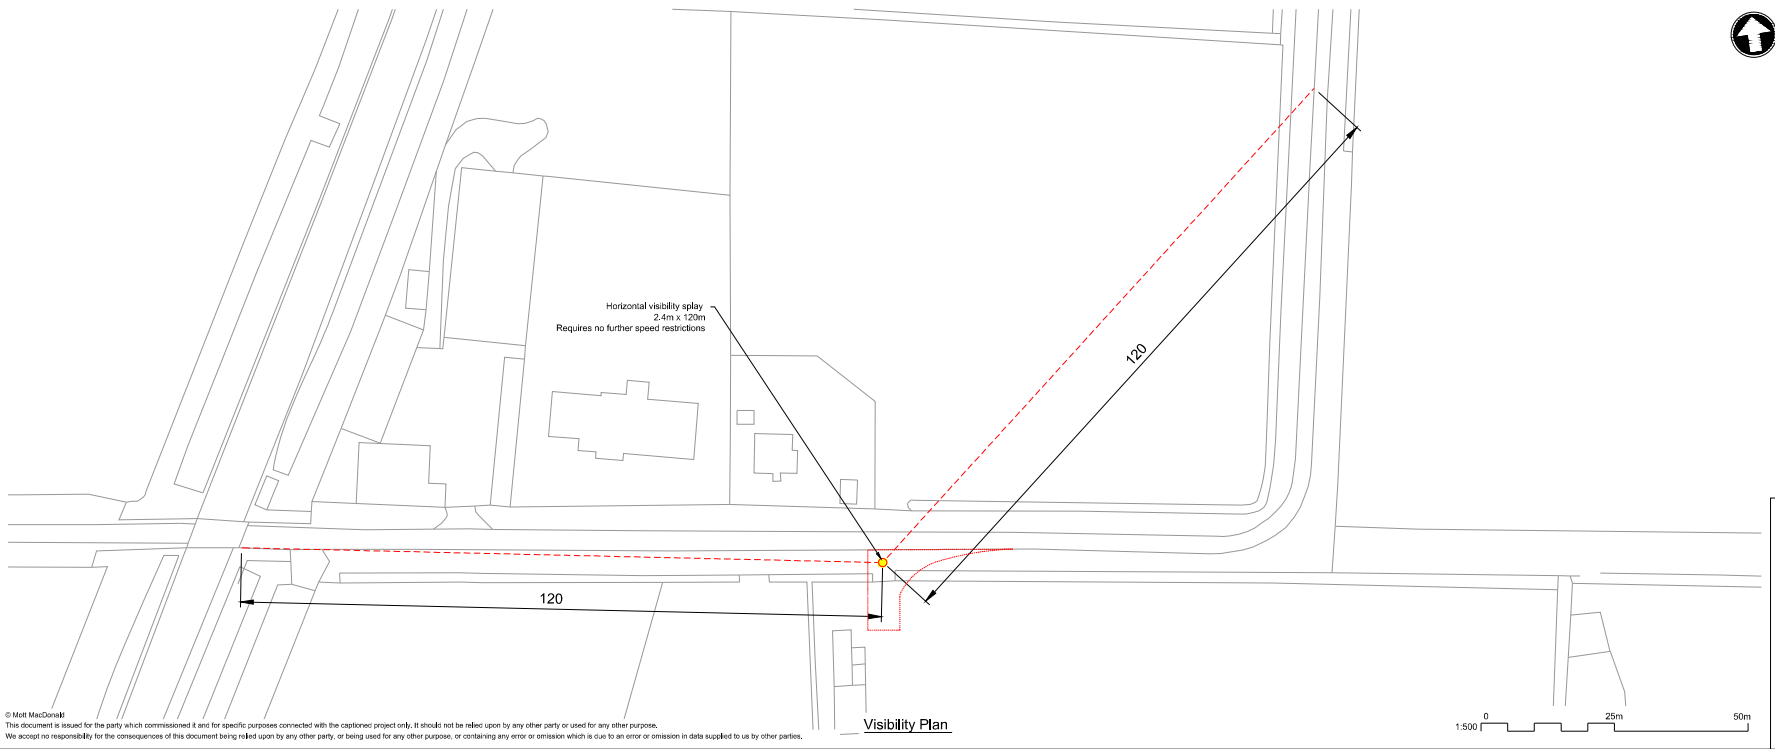 Horizontal visibility splay
2.4m x 120m
Requires no further speed restrictions
120
120
© Mott MacDonald
This document is issued for the party which commissioned it and for specific purposes connected with the captioned project only. It should not be relied upon by any other party or used for any other purpose.
We accept no responsibility for the consequences of this document being relied upon by any other party, or being used for any other purpose, or containing any error or omission which is due to an error or omission in data supplied to us by other parties.
Visibility Plan
1:500
0 25m 50m